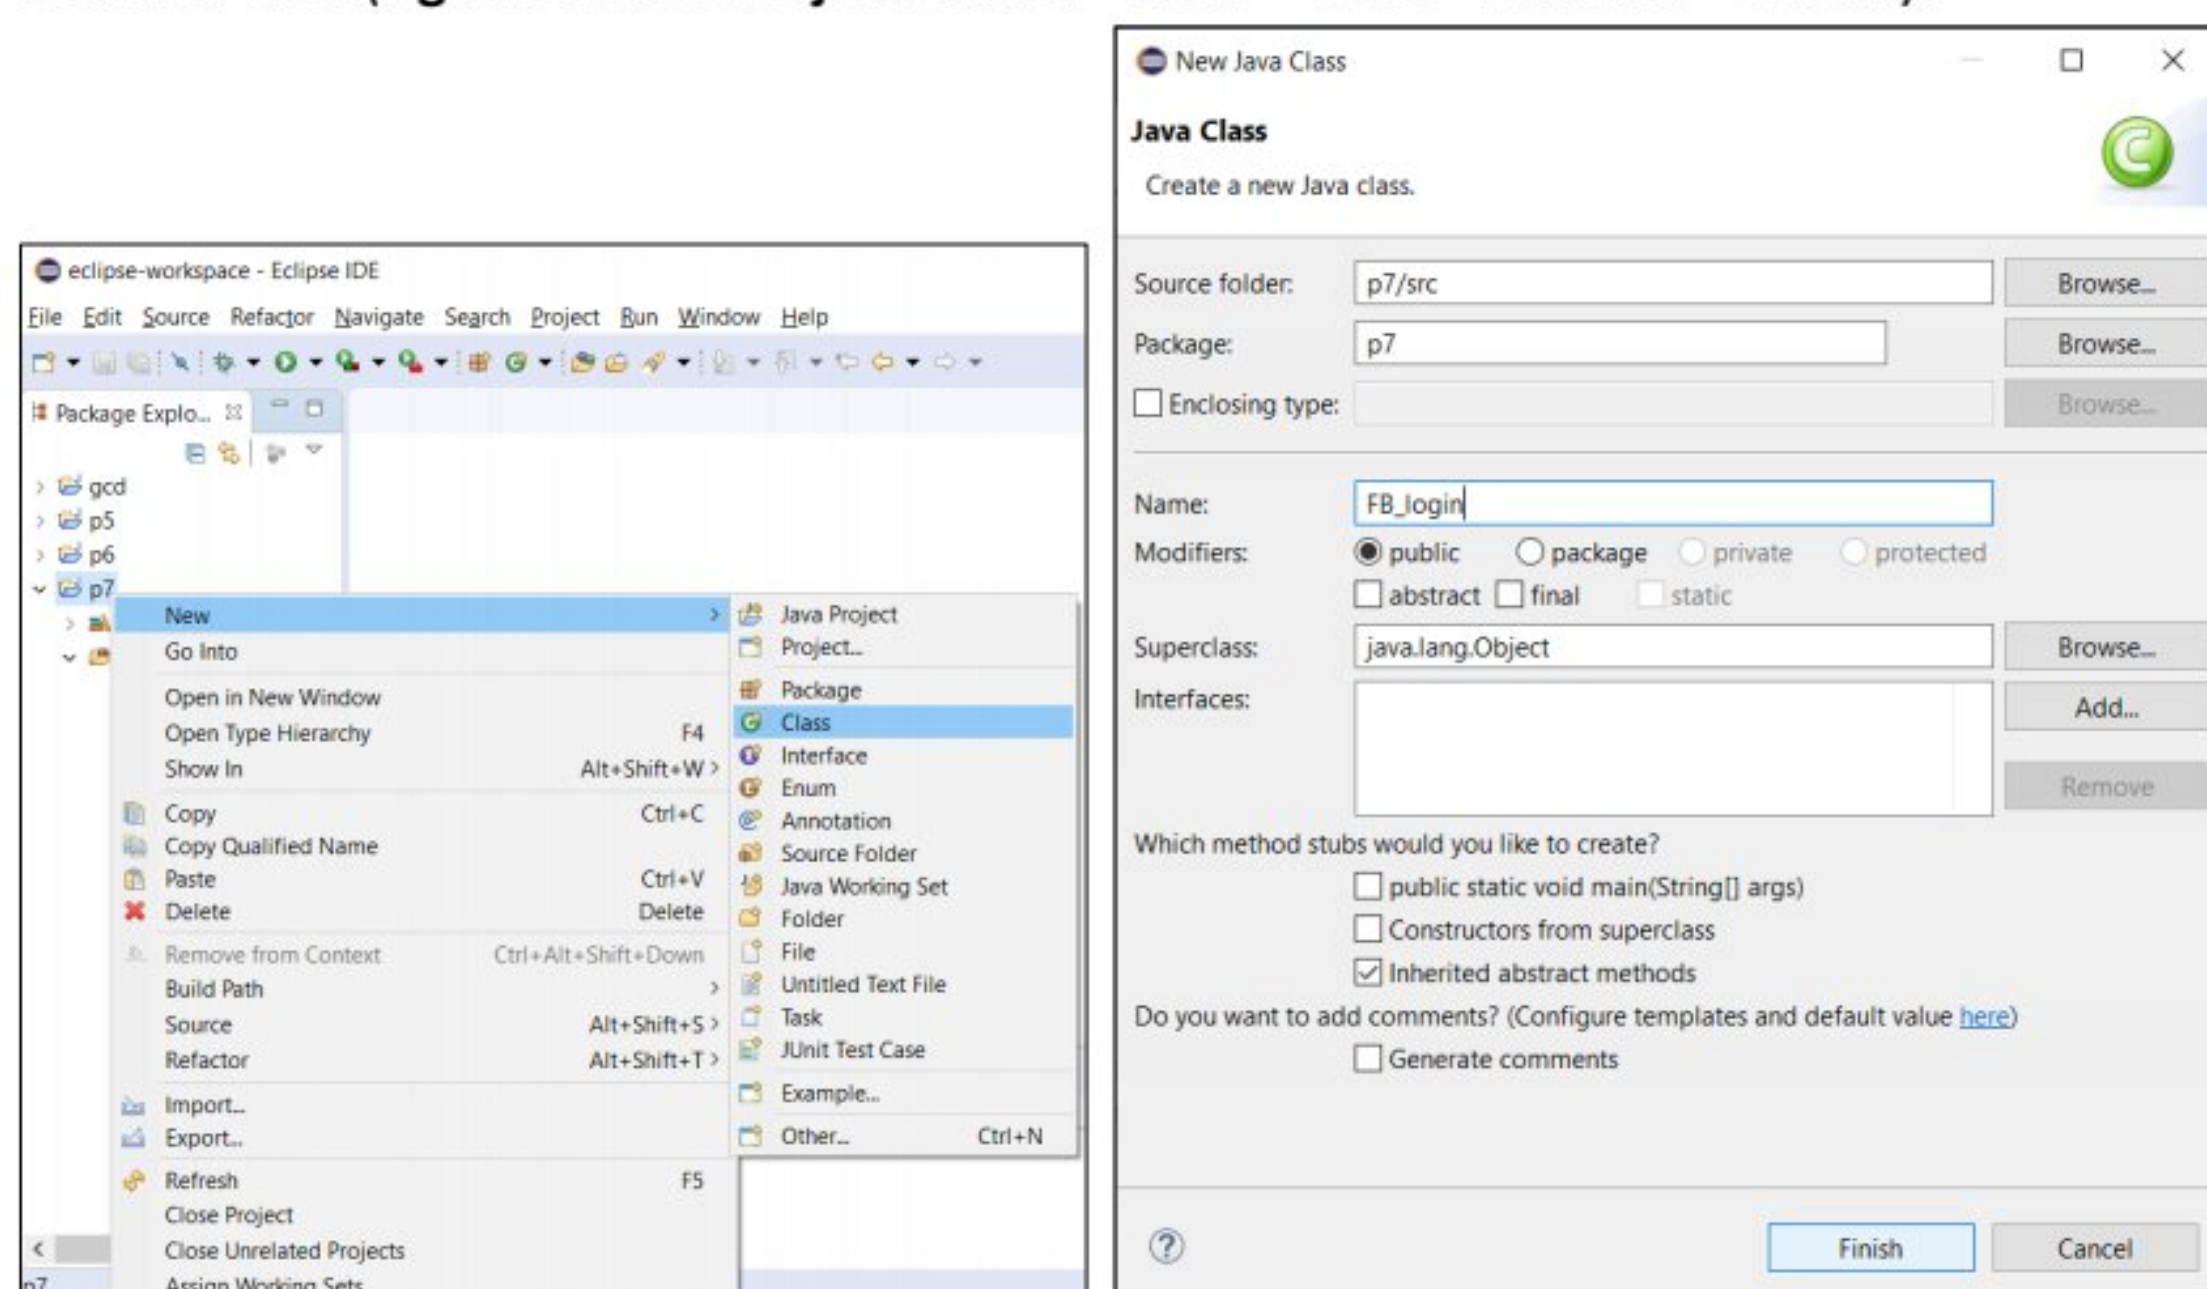 eclipse-workspace - Eclipse IDE
File Edit Source Refactor Navigate Search Project Run Window Help
Package Explo...
gcd
p5
p6
p7
New
Go Into
Open in New Window
Open Type Hierarchy F4
Show In Alt+Shift+W
Copy Ctrl+C
Copy Qualified Name
Paste Ctrl+V
Delete Delete
Remove from Context Ctrl+Alt+Shift+Down
Build Path
Source Alt+Shift+S
Refactor Alt+Shift+T
Import...
Export...
Refresh F5
Close Project
Close Unrelated Projects
Assign Working Sets
p7
Java Project
Project...
Package
Class
Interface
Enum
Annotation
Source Folder
Java Working Set
Folder
File
Untitled Text File
Task
JUnit Test Case
Example...
Other... Ctrl+N
New Java Class
Java Class
Create a new Java class.
Source folder: p7/src Browse...
Package: p7 Browse...
Enclosing type: Browse...
Name: FB_login
Modifiers: public package private protected
abstract final static
Superclass: java.lang.Object Browse...
Interfaces: Add...
Remove
Which method stubs would you like to create?
public static void main(String[] args)
Constructors from superclass
Inherited abstract methods
Do you want to add comments? (Configure templates and default value here)
Generate comments
Finish Cancel